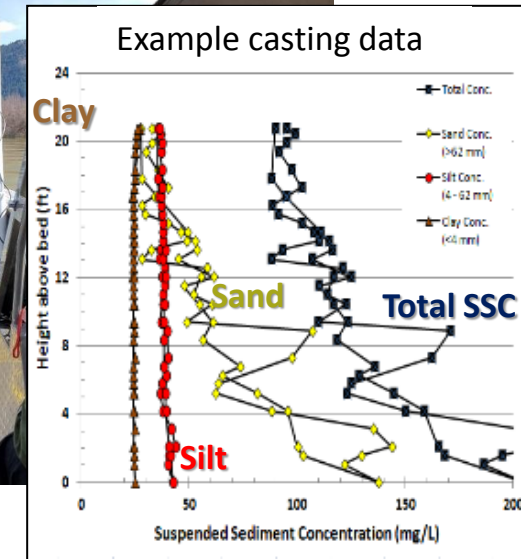 Example casting data
24
20
16
12
8
4
0
Height above bed (ft)
Clay
Sand
Total SSC
Silt
Total Conc.
Sand Conc.
(>62 mm)
Silt Conc.
(4 - 62 mm)
Clay Conc.
(<4 mm)
0
50
100
150
200
Suspended Sediment Concentration (mg/L)